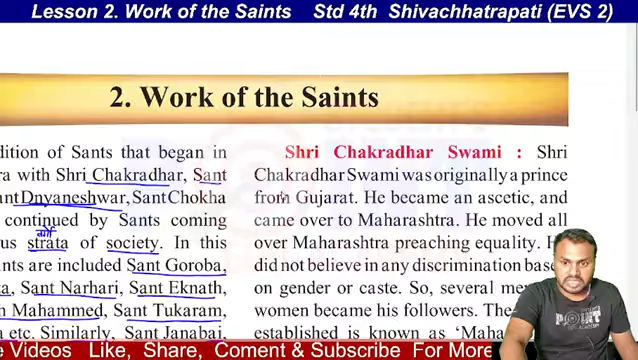 Lesson 2. Work of the Saints Std 4th Shivachhatrapati (EVS 2)
2. Work of the Saints
dition of Sants that began in
ra with Shri Chakradhar, Sant
ant Dnyaneshwar, Sant Chokha
continued by Sants coming
us strata of society. In this
ants are included Sant Goroba,
ta, Sant Narhari, Sant Eknath,
h Mahammed, Sant Tukaram,
etc. Similarly, Sant Janabai,
Shri Chakradhar Swami : Shri
Chakradhar Swami was originally a prince
from Gujarat. He became an ascetic, and
came over to Maharashtra. He moved all
over Maharashtra preaching equality. H
did not believe in any discrimination base
on gender or caste. So, several me
women became his followers. The
established is known as 'Maha
e Videos Like, Share, Coment & Subscribe For More